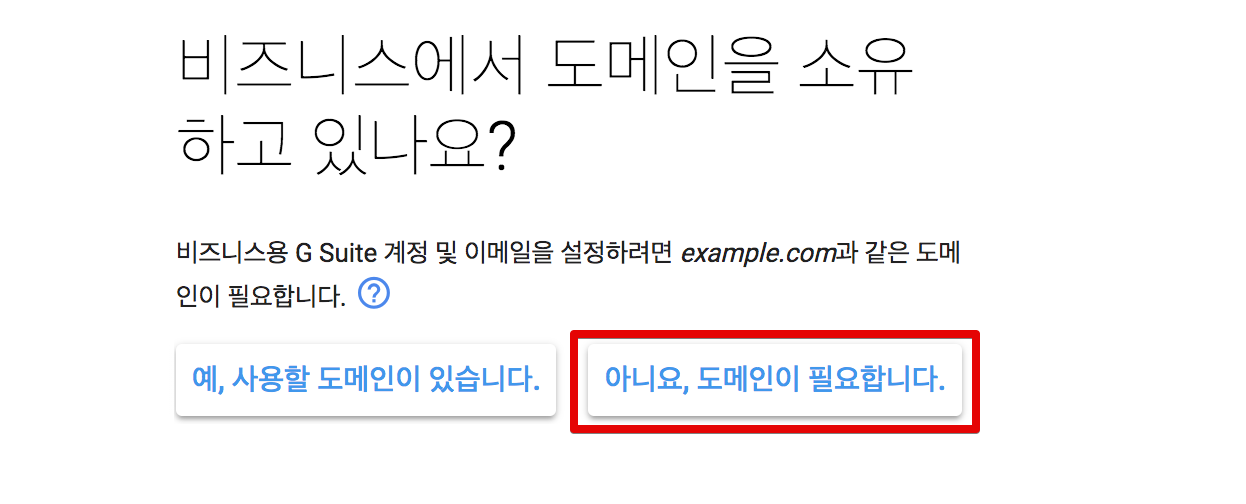 비즈니스에서 도메인을 소유
하고 있나요?
비즈니스용 G Suite 계정 및 이메일을 설정하려면 example.com과 같은 도메
인이 필요합니다. ?
예, 사용할 도메인이 있습니다. 아니요, 도메인이 필요합니다.